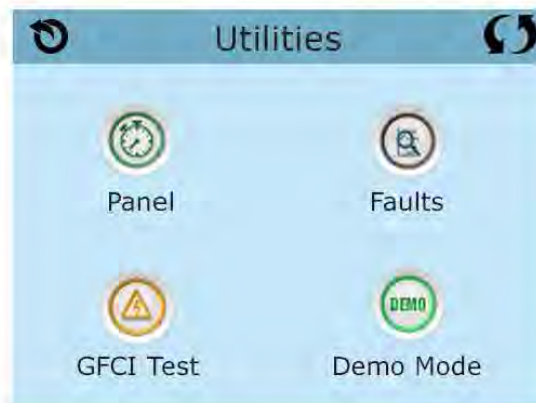 Utilities
Panel
Faults
DEMO
GFCI Test
Demo Mode